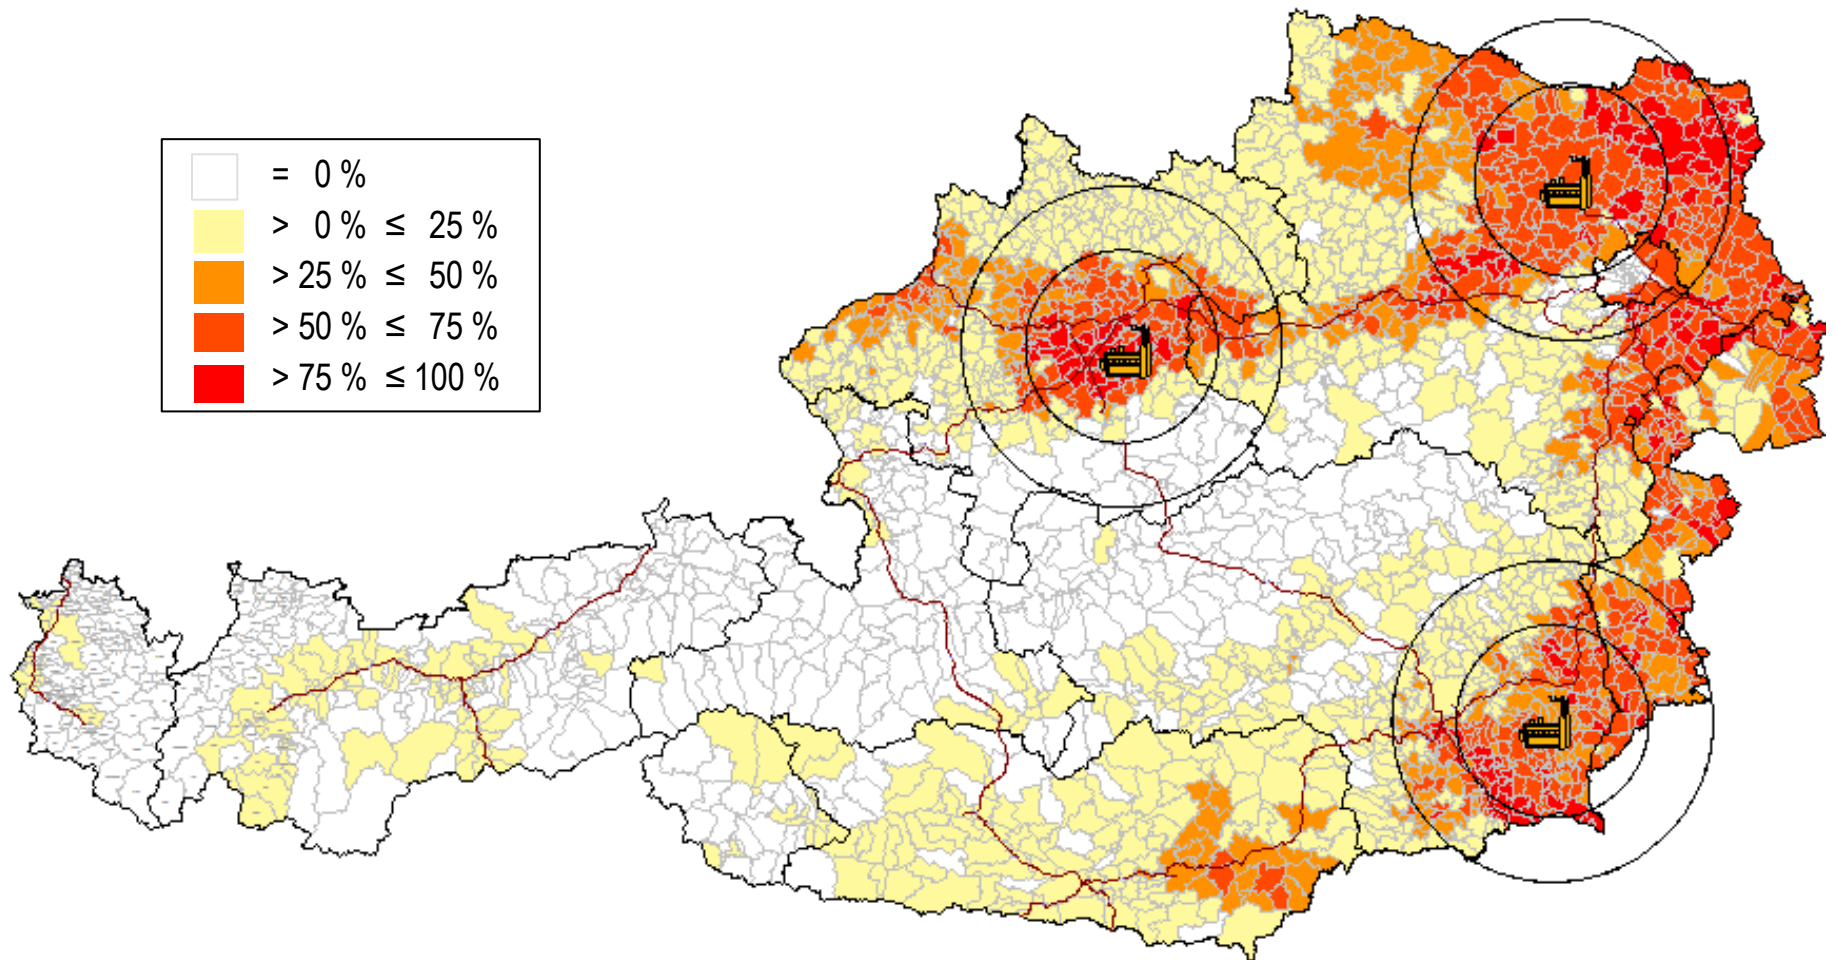 = 0 %
> 0 % ≤ 25 %
> 25 % ≤ 50 %
> 50 % ≤ 75 %
> 75 % ≤ 100 %